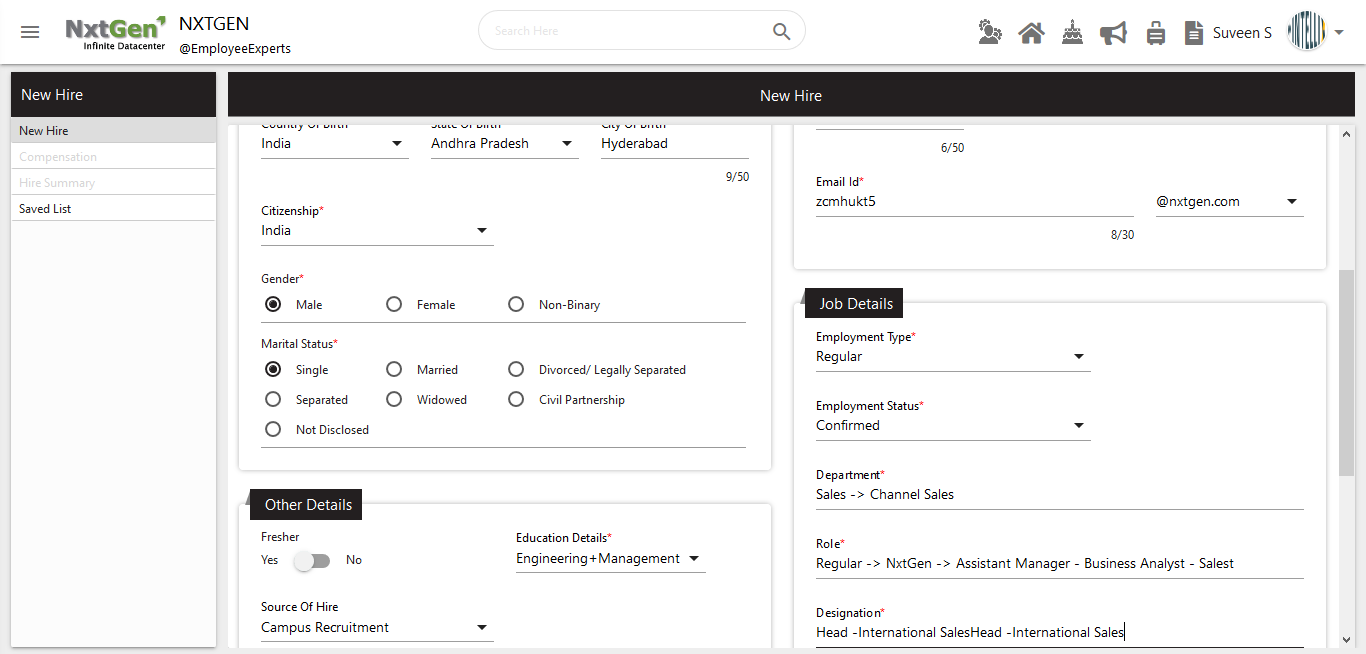 NxtGen
Infinite Datacenter
NXTGEN
@EmployeeExperts
Search Here
Suveen S
INTELI
New Hire
New Hire
Compensation
Hire Summary
Saved List
New Hire
Country Of Birth
State Of Birth
City Of Birth
India
Andhra Pradesh
Hyderabad
9/50
Citizenship*
India
Gender*
Male
Female
Non-Binary
Marital Status*
Single
Married
Divorced/ Legally Separated
Separated
Widowed
Civil Partnership
Not Disclosed
Other Details
Fresher
Yes
No
Education Details*
Engineering+Management
Source Of Hire
Campus Recruitment
6/50
Email Id*
zcmhukt5
@nxtgen.com
8/30
Job Details
Employment Type*
Regular
Employment Status*
Confirmed
Department*
Sales -> Channel Sales
Role*
Regular -> NxtGen -> Assistant Manager - Business Analyst - Salest
Designation*
Head -International SalesHead -International Sales